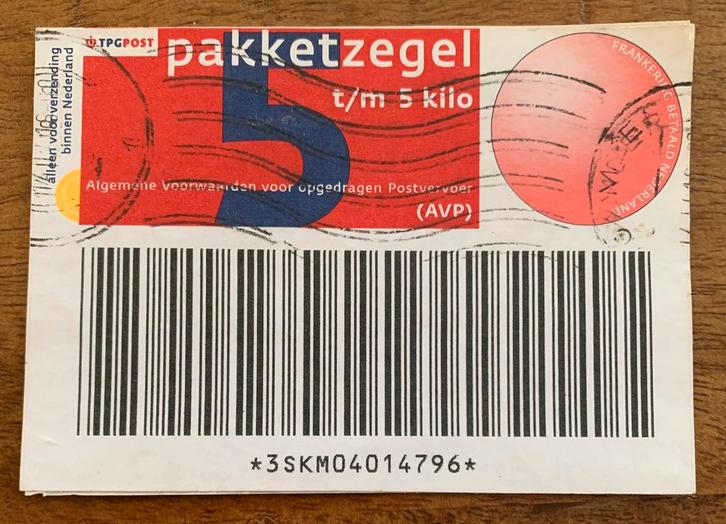 alleen voor verzending
binnen Nederland
TPGPOST
pakketzegel
5
t/m 5 kilo
Algemene Voorwaarden voor opgedragen Postvervoer
(AVP)
FRANKERING BETAALD NEDERLAND
*3SKM04014796*